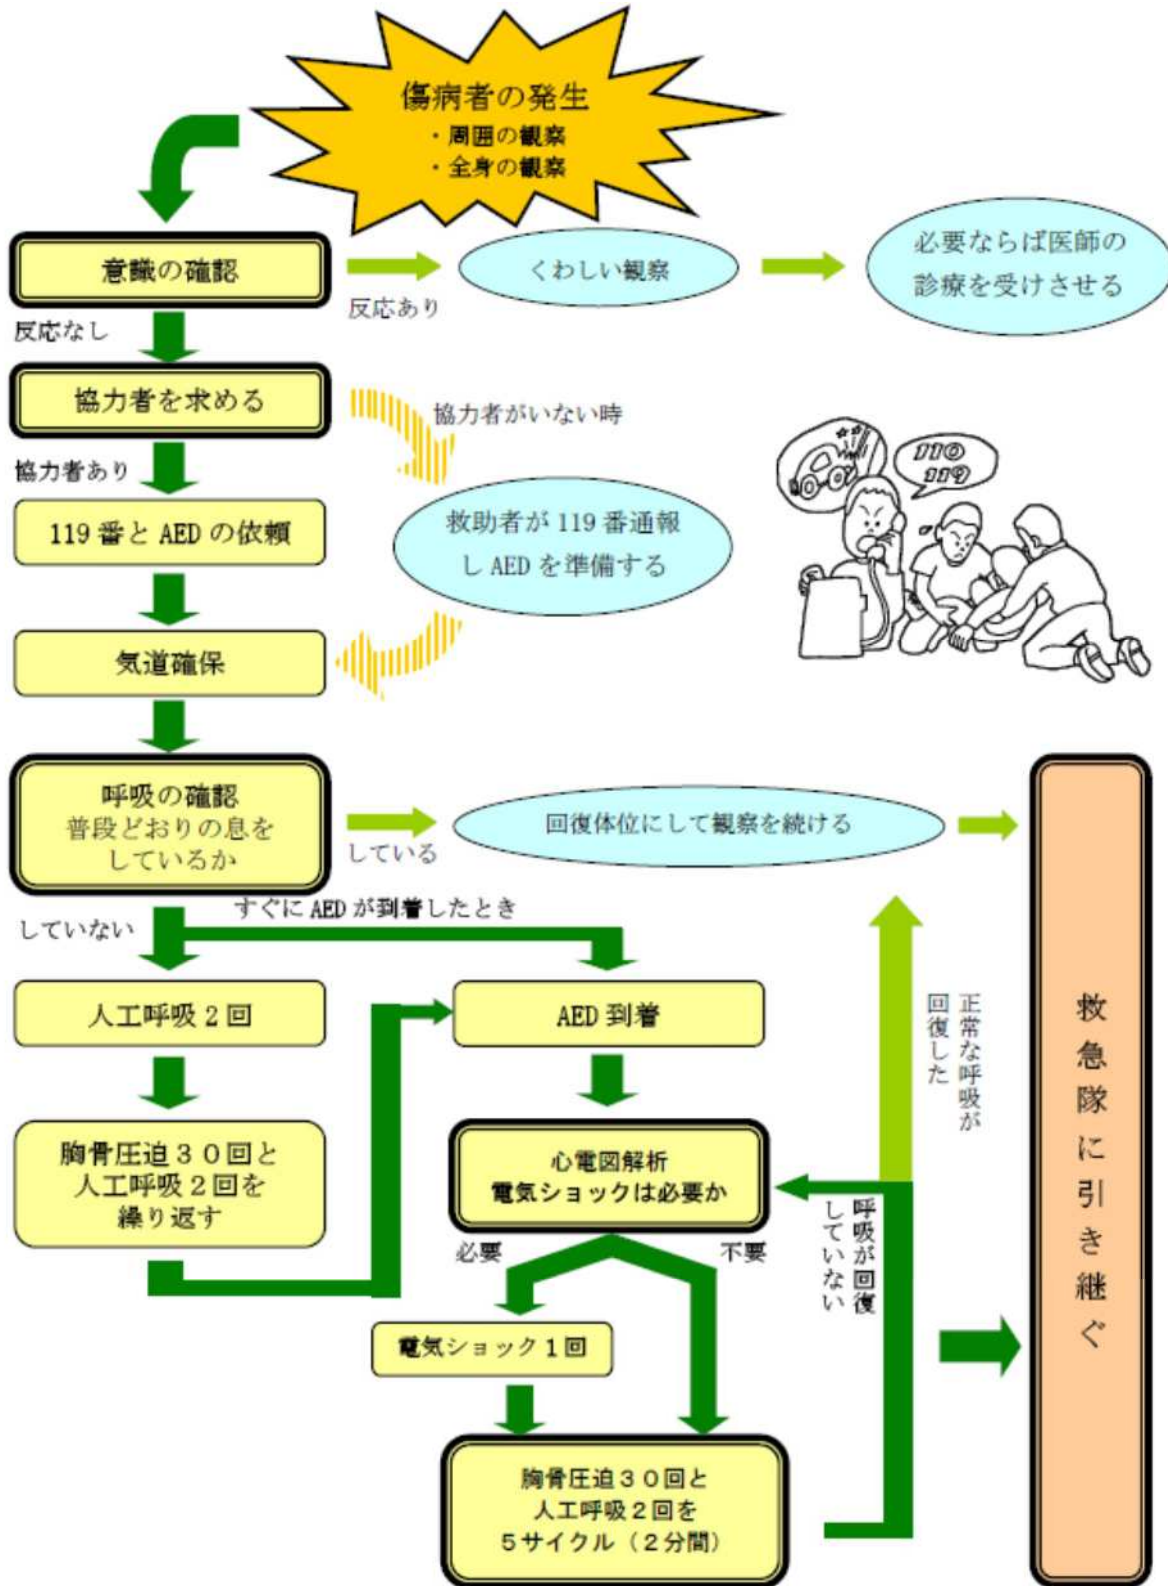 傷病者の発生
・周囲の観察
・全身の観察
意識の確認
反応あり
くわしい観察
必要ならば医師の
診療を受けさせる
反応なし
協力者を求める
協力者がいない時
協力者あり
119番とAEDの依頼
救助者が119番通報
しAEDを準備する
110
119
気道確保
呼吸の確認
普段どおりの息を
しているか
している
回復体位にして観察を続ける
していない
すぐにAEDが到着したとき
人工呼吸2回
AED到着
胸骨圧迫30回と
人工呼吸2回を
繰り返す
心電図解析
電気ショックは必要か
必要
不要
電気ショック1回
胸骨圧迫30回と
人工呼吸2回を
5サイクル(2分間)
呼吸が回復
していない
正常な呼吸が
回復した
救急隊に引き継ぐ